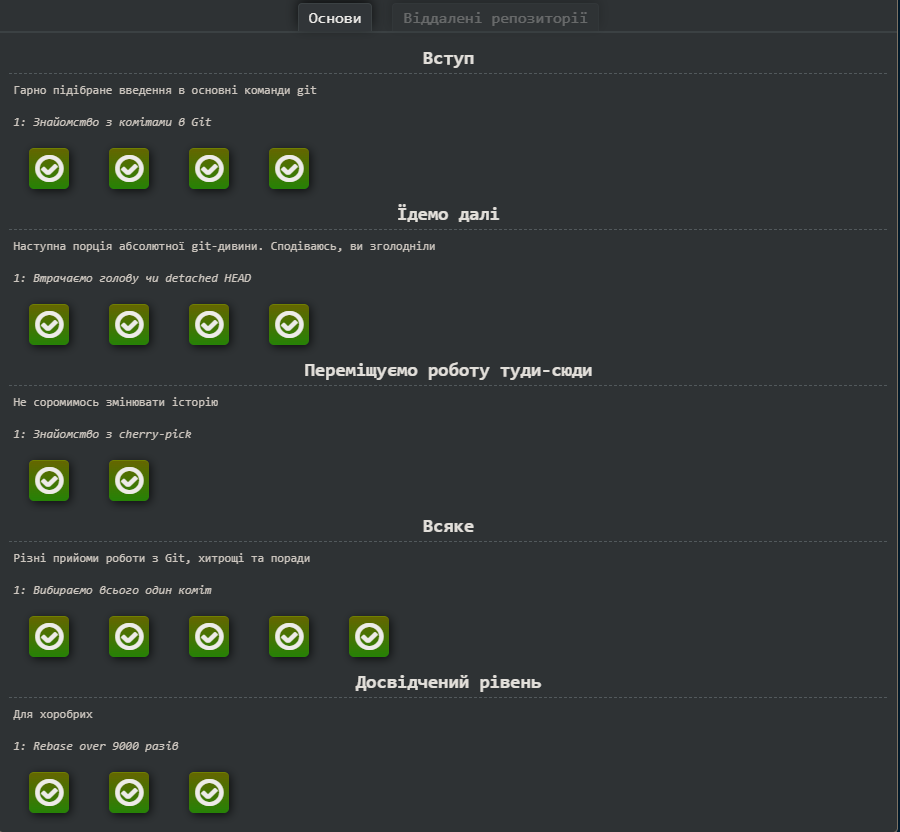 Основи
Віддалені репозиторії
Вступ
Гарно підібране введення в основні команди git
1: Знайомство з комітами в Git
Їдемо далі
Наступна порція абсолютної git-дивини. Сподіваюсь, ви зголодніли
1: Втрачаємо голову чи detached HEAD
Переміщуємо роботу туди-сюди
Не соромимось змінювати історію
1: Знайомство з cherry-pick
Всяке
Різні прийоми роботи з Git, хитрощі та поради
1: Вибираємо всього один коміт
Досвідчений рівень
Для хоробрих
1: Rebase over 9000 разів